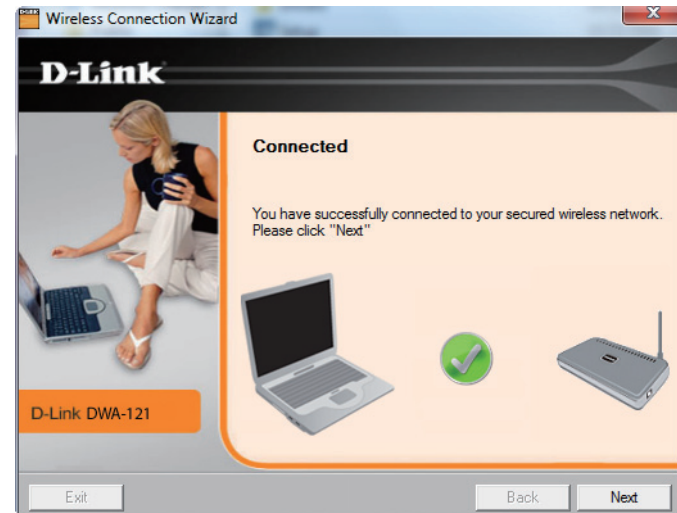 Wireless Connection Wizard
D-Link
Connected
You have successfully connected to your secured wireless network.
Please click "Next"
D-Link DWA-121
Exit
Back
Next